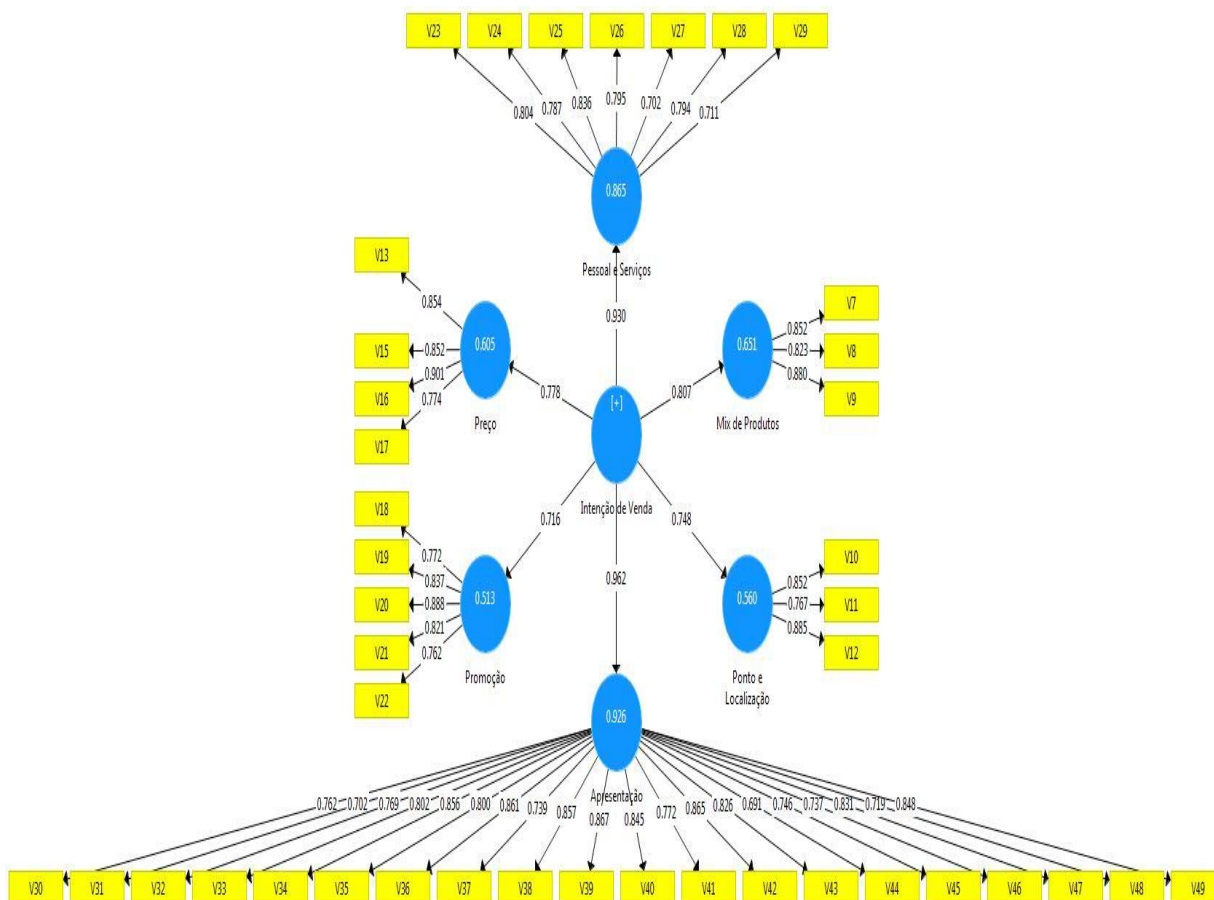 V23 V24 V25 V26 V27 V28 V29
0.804 0.787 0.836 0.795 0.702 0.794 0.711
0.865
Pessoal e Serviços
0.930
V13
0.854
V15
0.852
V16
0.901
V17
0.774
0.605
Preço
0.778
0.651
Mix de Produtos
0.807
V7
0.852
V8
0.823
V9
0.880
[+]
Intenção de Venda
V18
0.772
V19
0.837
V20
0.888
V21
0.821
V22
0.762
0.513
Promoção
0.716
0.962
0.748
0.560
Ponto e
Localização
V10
0.852
V11
0.767
V12
0.885
0.926
Apresentação
0.762 0.702 0.769 0.802 0.856 0.800 0.861 0.739 0.857 0.867 0.845 0.772 0.865 0.826 0.691 0.746 0.737 0.831 0.719 0.848
V30 V31 V32 V33 V34 V35 V36 V37 V38 V39 V40 V41 V42 V43 V44 V45 V46 V47 V48 V49